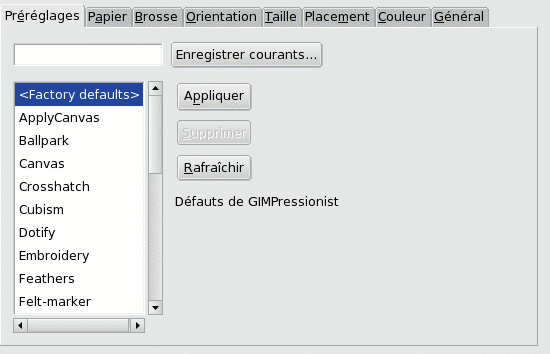 Préréglages Papier Brosse Orientation Taille Placement Couleur Général
Enregistrer courants...
<Factory defaults>
Appliquer
ApplyCanvas
Ballpark
Supprimer
Canvas
Rafraîchir
Crosshatch
Cubism
Défauts de GIMPressionist
Dotify
Embroidery
Feathers
Felt-marker